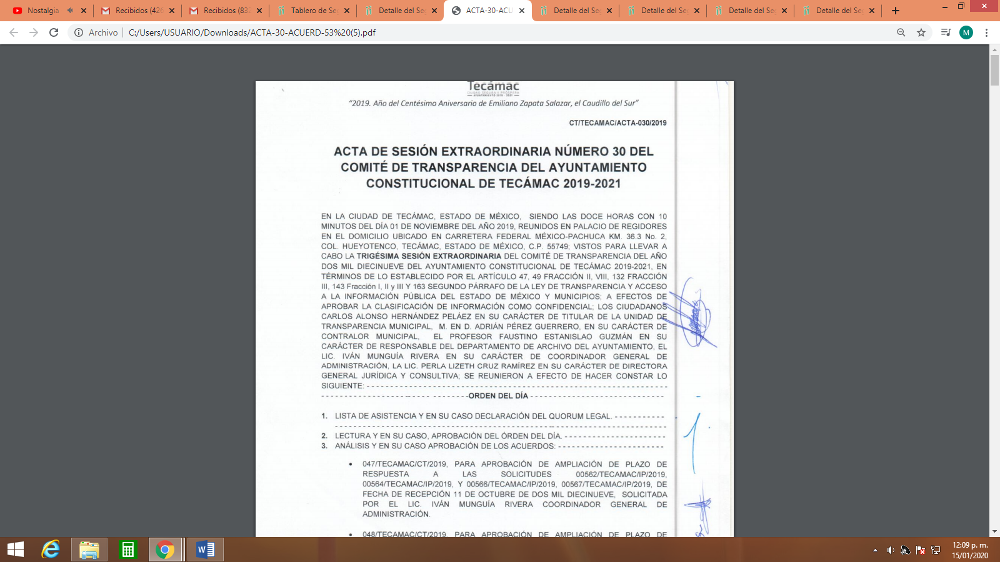 Nostalgia
Recibidos (426
Recibidos (832
Tablero de Seg
Detalle del Seg
ACTA-30-ACU
Detalle del Seg
Detalle del Seg
Detalle del Seg
Detalle del Seg
Archivo
C:/Users/USUARIO/Downloads/ACTA-30-ACUERD-53%20(5).pdf
M
Tecámac
CIUDAD SEGURA Y PRÓSPERA
AYUNTAMIENTO 2019 - 2021
“2019. Año del Centésimo Aniversario de Emiliano Zapata Salazar, el Caudillo del Sur”
CT/TECAMAC/ACTA-030/2019
ACTA DE SESIÓN EXTRAORDINARIA NÚMERO 30 DEL
COMITÉ DE TRANSPARENCIA DEL AYUNTAMIENTO
CONSTITUCIONAL DE TECÁMAC 2019-2021
EN LA CIUDAD DE TECÁMAC, ESTADO DE MÉXICO, SIENDO LAS DOCE HORAS CON 10
MINUTOS DEL DÍA 01 DE NOVIEMBRE DEL AÑO 2019, REUNIDOS EN PALACIO DE REGIDORES
EN EL DOMICILIO UBICADO EN CARRETERA FEDERAL MÉXICO-PACHUCA KM. 36.3 No. 2,
COL. HUEYOTENCO, TECÁMAC, ESTADO DE MÉXICO, C.P. 55749; VISTOS PARA LLEVAR A
CABO LA TRIGÉSIMA SESIÓN EXTRAORDINARIA DEL COMITÉ DE TRANSPARENCIA DEL AÑO
DOS MIL DIECINUEVE DEL AYUNTAMIENTO CONSTITUCIONAL DE TECÁMAC 2019-2021, EN
TÉRMINOS DE LO ESTABLECIDO POR EL ARTÍCULO 47, 49 FRACCIÓN II, VIII, 132 FRACCIÓN
III, 143 Fracción I, II y III Y 163 SEGUNDO PÁRRAFO DE LA LEY DE TRANSPARENCIA Y ACCESO
A LA INFORMACIÓN PÚBLICA DEL ESTADO DE MÉXICO Y MUNICIPIOS; A EFECTOS DE
APROBAR LA CLASIFICACIÓN DE INFORMACIÓN COMO CONFIDENCIAL; LOS CIUDADANOS
CARLOS ALONSO HERNÁNDEZ PELÁEZ EN SU CARÁCTER DE TITULAR DE LA UNIDAD DE
TRANSPARENCIA MUNICIPAL, M. EN D. ADRIÁN PÉREZ GUERRERO, EN SU CARÁCTER DE
CONTRALOR MUNICIPAL, EL PROFESOR FAUSTINO ESTANISLAO GUZMÁN EN SU
CARÁCTER DE RESPONSABLE DEL DEPARTAMENTO DE ARCHIVO DEL AYUNTAMIENTO, EL
LIC. IVÁN MUNGUÍA RIVERA EN SU CARÁCTER DE COORDINADOR GENERAL DE
ADMINISTRACIÓN, LA LIC. PERLA LIZETH CRUZ RAMÍREZ EN SU CARÁCTER DE DIRECTORA
GENERAL JURÍDICA Y CONSULTIVA; SE REUNIERON A EFECTO DE HACER CONSTAR LO
SIGUIENTE: - - - - - - - - - - - - - - - - - - - - - - - - - - - - - - - - - - - - - - - -
- - - - - - - - - - - - - - - - - - - - - - - - - -ORDEN DEL DÍA - - - - - - - - - - - - - - - - - - - - - - - -
1. LISTA DE ASISTENCIA Y EN SU CASO DECLARACIÓN DEL QUORUM LEGAL. - - - - - - - - - - -
- - - - - - - - - - - - - - - - - - - - - - - - - - - - - - - - - - - - - - - - - - - - - - - - - - - -
2. LECTURA Y EN SU CASO, APROBACIÓN DEL ÓRDEN DEL DÍA. - - - - - - - - - - - - - - - - - - - -
3. ANÁLISIS Y EN SU CASO APROBACIÓN DE LOS ACUERDOS: - - - - - - - - - - - - - - - - - - - - -
• 047/TECAMAC/CT/2019, PARA APROBACIÓN DE AMPLIACIÓN DE PLAZO DE
RESPUESTA A LAS SOLICITUDES 00562/TECAMAC/IP/2019,
00564/TECAMAC/IP/2019, Y 00566/TECAMAC/IP/2019, 00567/TECAMAC/IP/2019, DE
FECHA DE RECEPCIÓN 11 DE OCTUBRE DE DOS MIL DIECINUEVE, SOLICITADA
POR EL LIC. IVÁN MUNGUÍA RIVERA COORDINADOR GENERAL DE
ADMINISTRACIÓN.
• 048/TECAMAC/CT/2019, PARA APROBACIÓN DE AMPLIACIÓN DE PLAZO DE
12:09 p. m.
15/01/2020